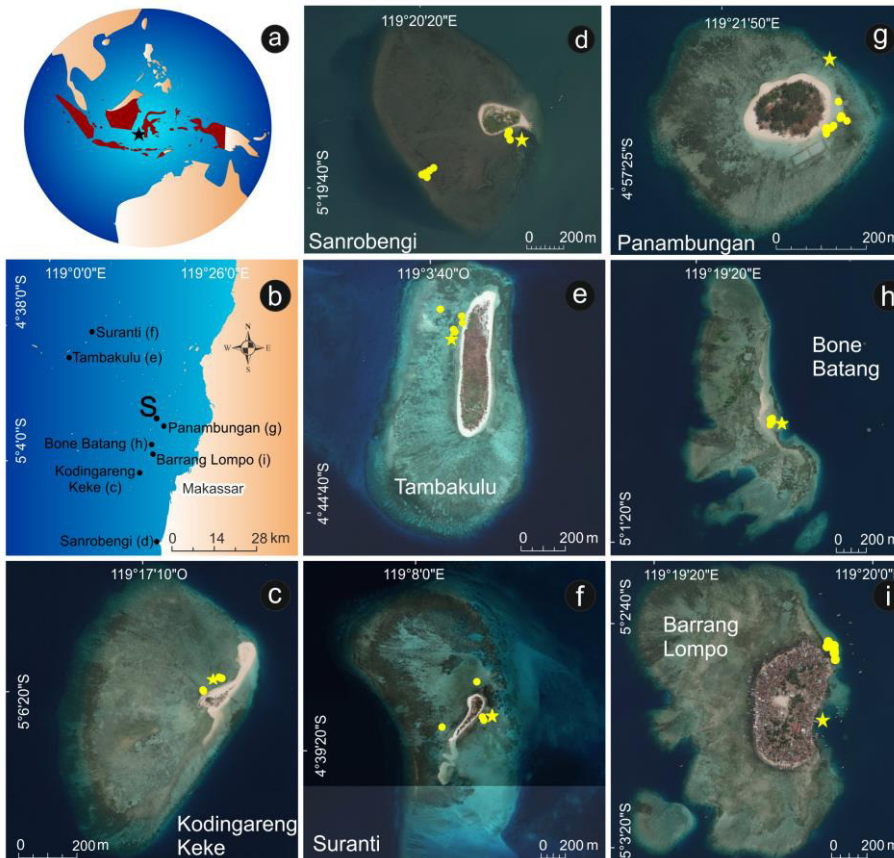 a
119°0'0"E
119°26'0"E
4°38'0"S
5°4'0"S
b
N
W
E
S
Suranti (f)
Tambakulu (e)
S
Panambungan (g)
Bone Batang (h)
Barrang Lompo (i)
Kodingareng
Keke (c)
Makassar
Sanrobengi (d)
0 14 28 km
119°17'10"O
c
5°6'20"S
Kodingareng
Keke
0 200 m
119°20'20"E
d
5°19'40"S
Sanrobengi
0 200 m
119°3'40"O
e
4°44'40"S
Tambakulu
0 200 m
119°8'0"E
f
4°39'20"S
Suranti
0 200 m
119°21'50"E
g
4°57'25"S
Panambungan
0 200m
119°19'20"E
h
Bone
Batang
5°1'20"S
0 200 m
119°19'20"E
119°20'0"E
i
5°2'40"S
Barrang
Lompo
5°3'20"S
0 200 m